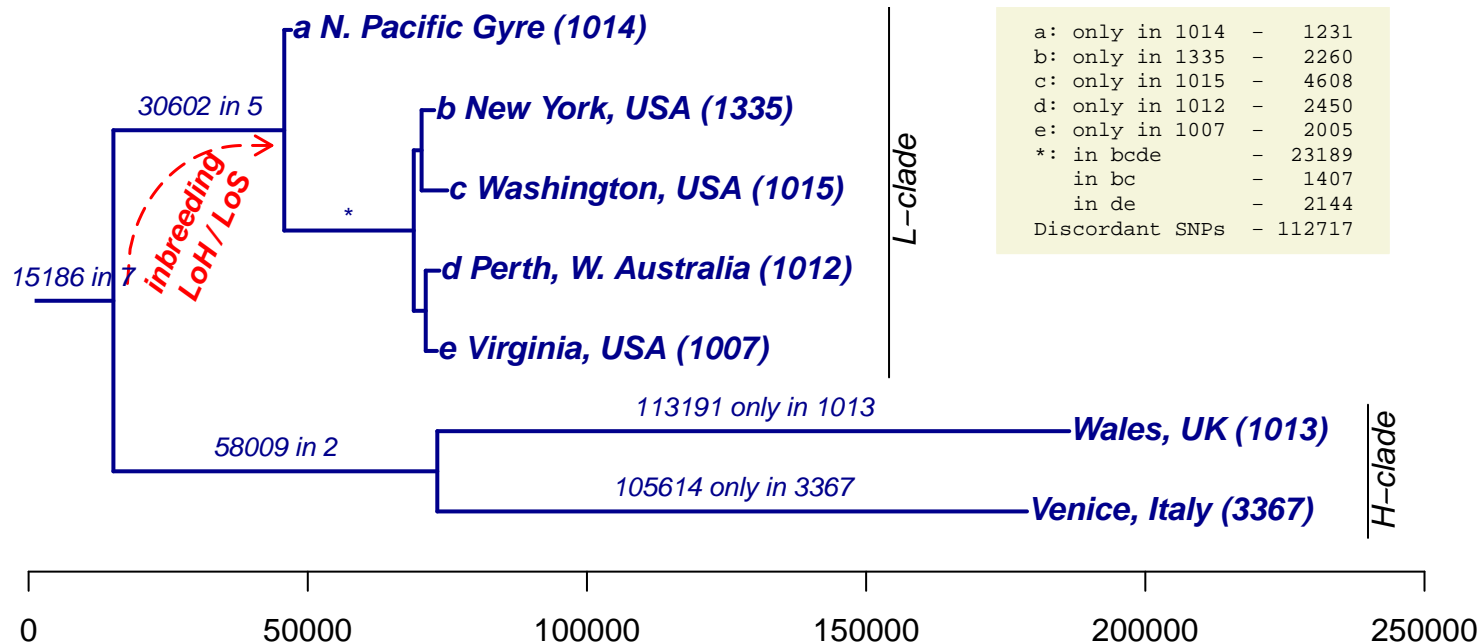 a N. Pacific Gyre (1014)
30602 in 5
b New York, USA (1335)
inbreeding
LoH / LoS
c Washington, USA (1015)
*
L−clade
15186 in 7
d Perth, W. Australia (1012)
e Virginia, USA (1007)
113191 only in 1013
Wales, UK (1013)
58009 in 2
105614 only in 3367
Venice, Italy (3367)
H−clade
a: only in 1014 − 1231
b: only in 1335 − 2260
c: only in 1015 − 4608
d: only in 1012 − 2450
e: only in 1007 − 2005
*: in bcde − 23189
in bc − 1407
in de − 2144
Discordant SNPs − 112717
0 50000 100000 150000 200000 250000